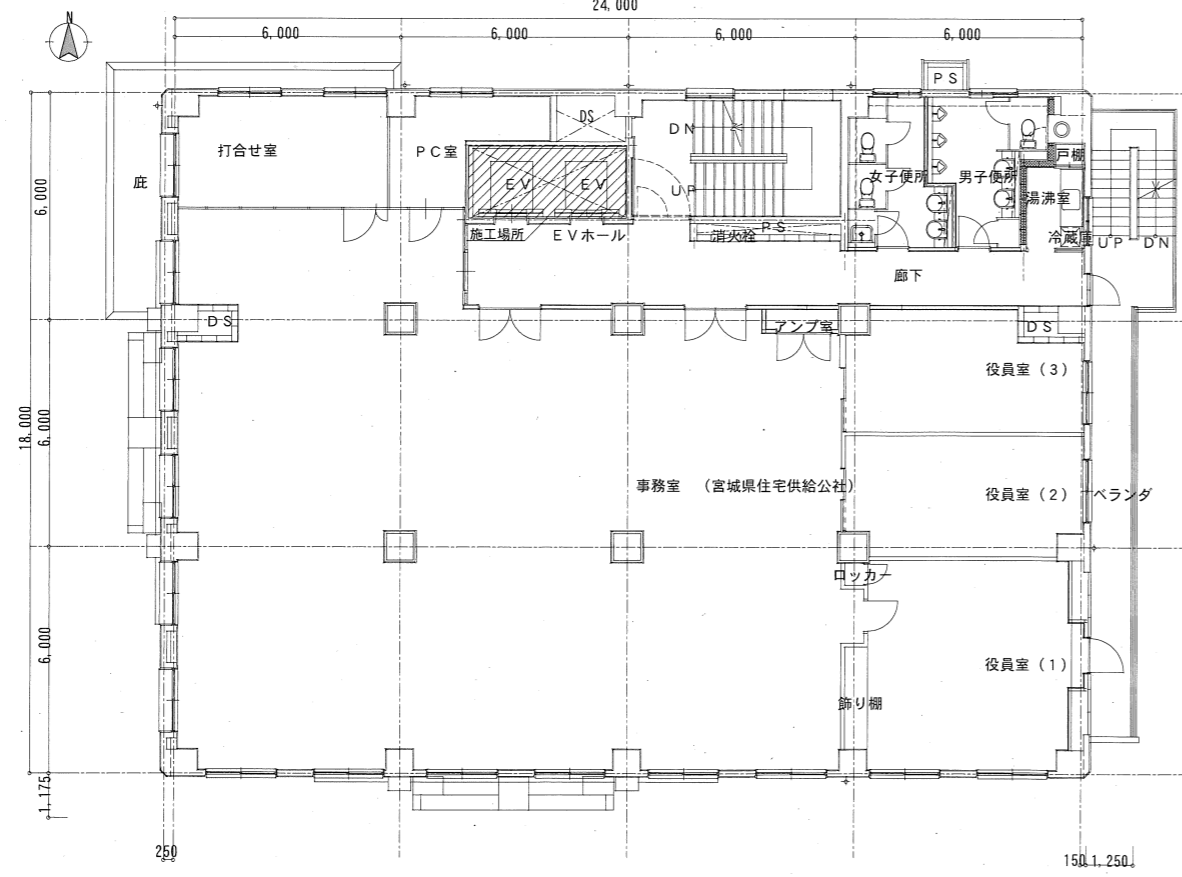 24,000
N
6,000
6,000
6,000
6,000
PS
DS
DN
打合せ室
PC室
戸棚
庇
EV
EV
女子便所
男子便所
6,000
UP
湯沸室
施工場所
EVホール
消火栓
PS
冷蔵庫
UP
DN
廊下
DS
アンプ室
DS
役員室(3)
18,000
6,000
事務室 (宮城県住宅供給公社)
役員室(2)
ベランダ
ロッカー
6,000
役員室(1)
飾り棚
1,175
250
150
1,250